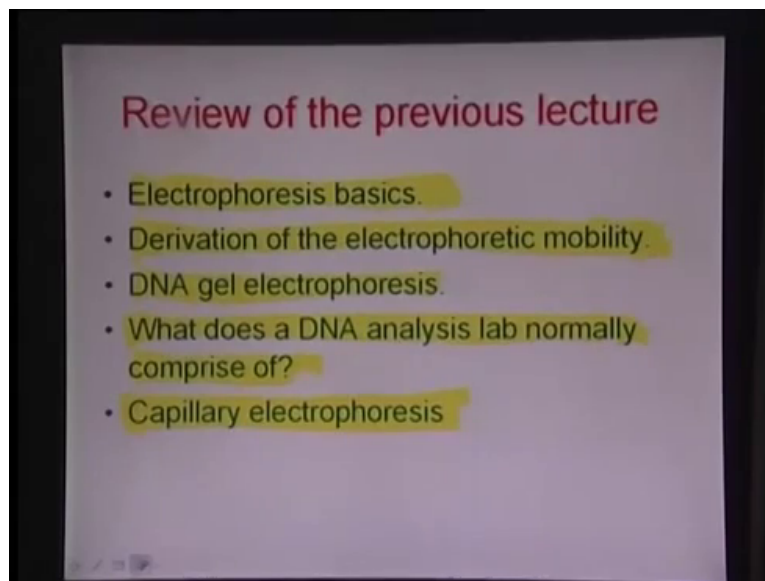 Review of the previous lecture
• Electrophoresis basics.
• Derivation of the electrophoretic mobility.
• DNA gel electrophoresis.
• What does a DNA analysis lab normally
comprise of?
• Capillary electrophoresis